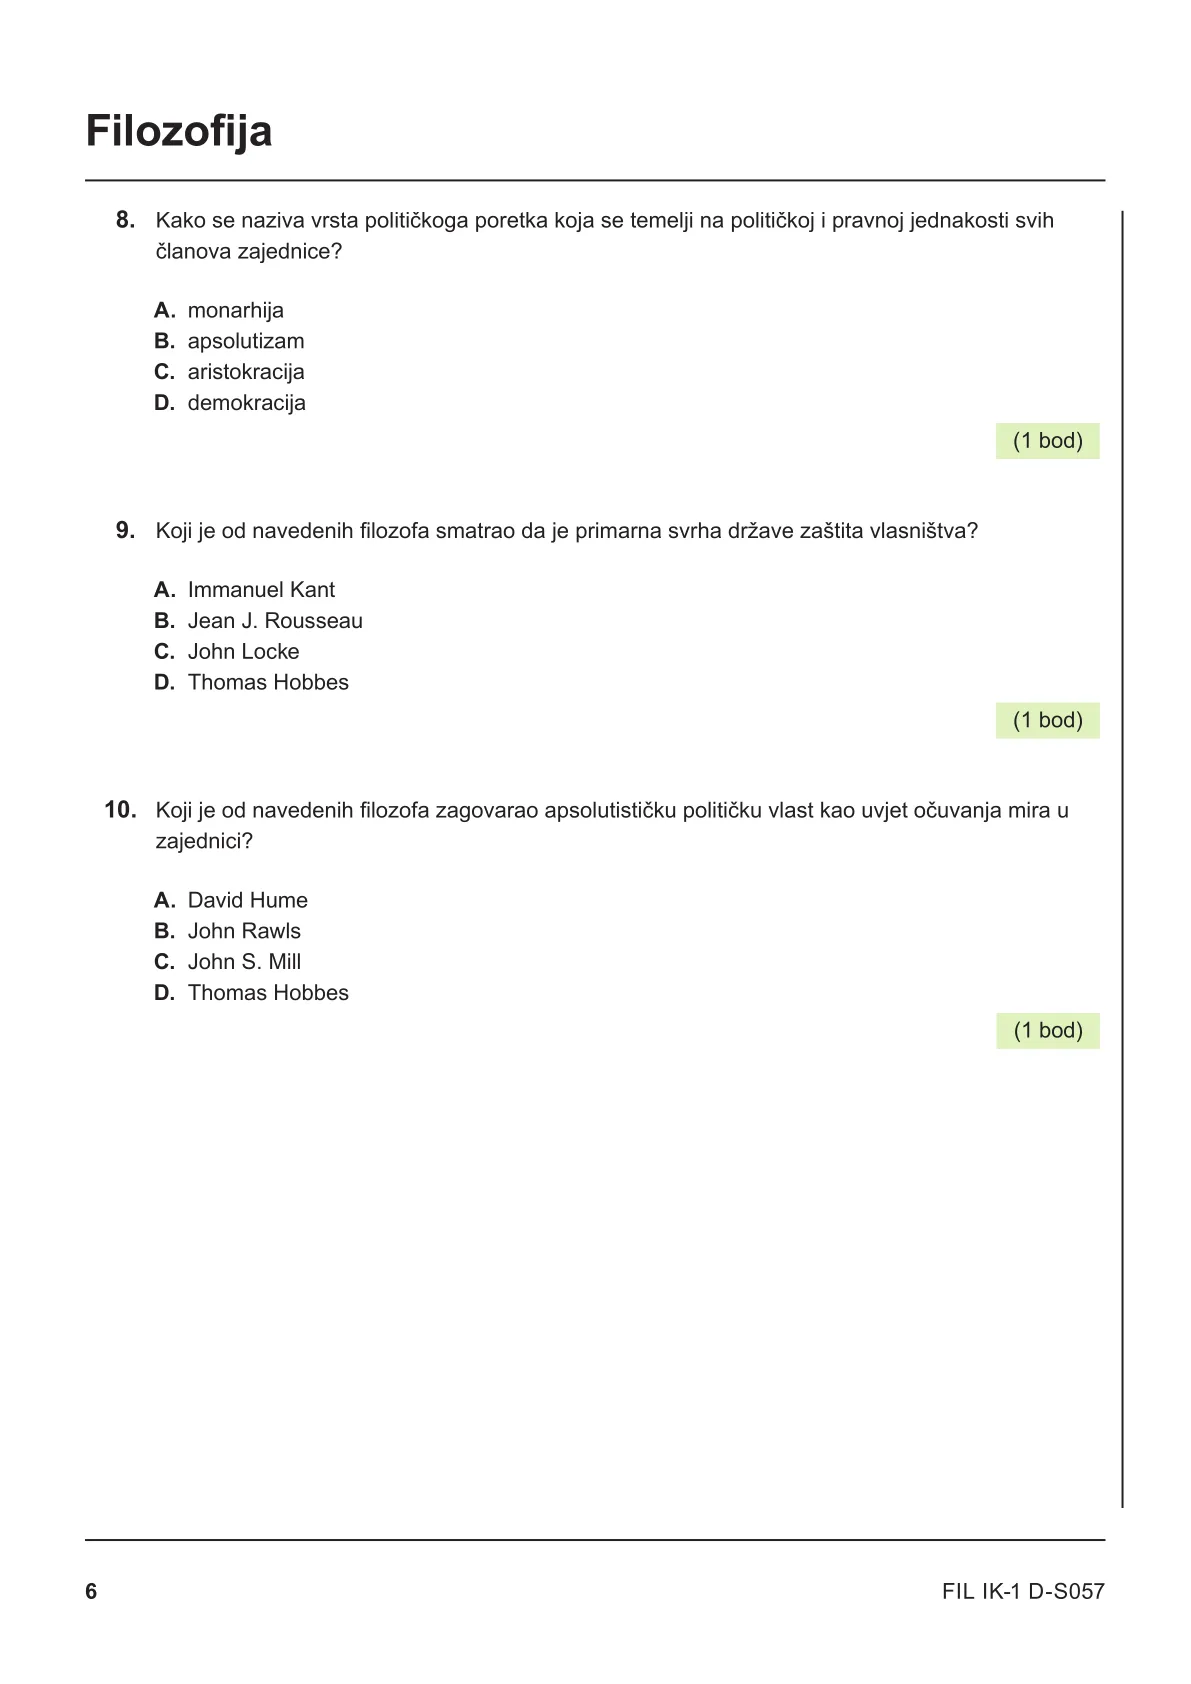 Filozofija
8. Kako se naziva vrsta političkoga poretka koja se temelji na političkoj i pravnoj jednakosti svih
članova zajednice?
A. monarhija
B. apsolutizam
C. aristokracija
D. demokracija
(1 bod)
9. Koji je od navedenih filozofa smatrao da je primarna svrha države zaštita vlasništva?
A. Immanuel Kant
B. Jean J. Rousseau
C. John Locke
D. Thomas Hobbes
(1 bod)
10. Koji je od navedenih filozofa zagovarao apsolutističku političku vlast kao uvjet očuvanja mira u
zajednici?
A. David Hume
B. John Rawls
C. John S. Mill
D. Thomas Hobbes
(1 bod)
6 FIL IK-1 D-S057